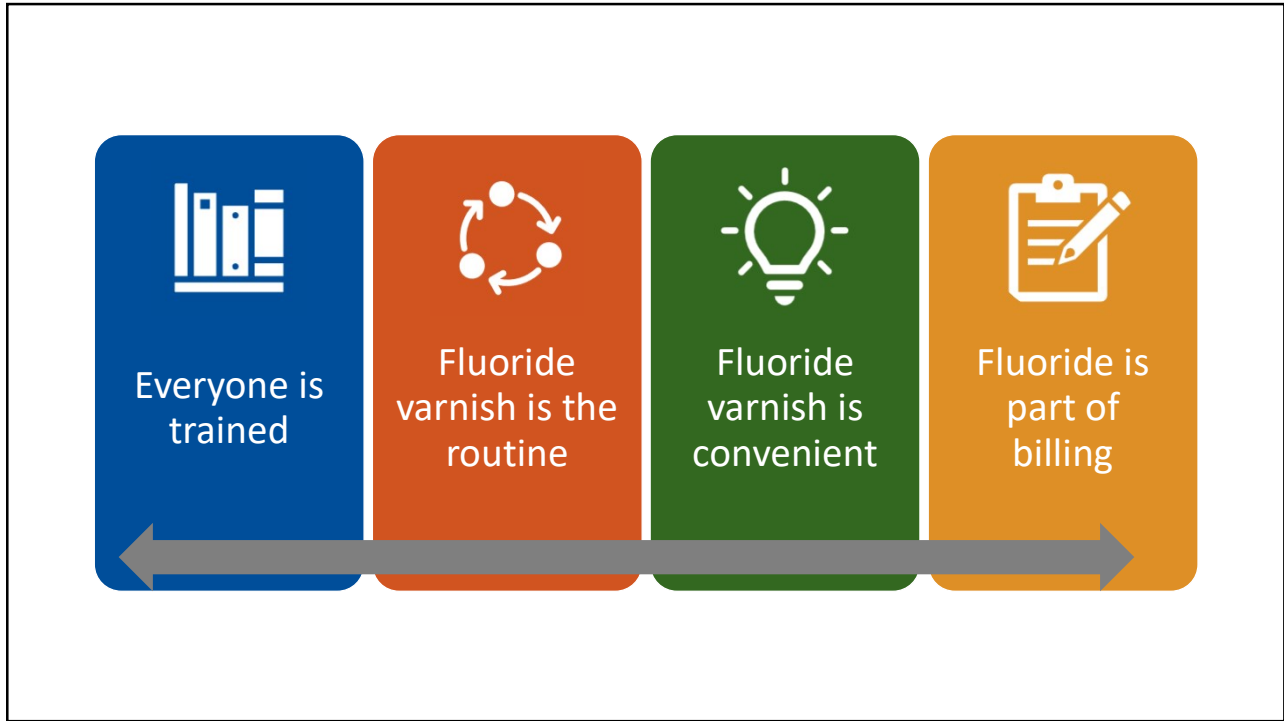 Everyone is
trained
Fluoride
varnish is the
routine
Fluoride
varnish is
convenient
Fluoride is
part of
billing